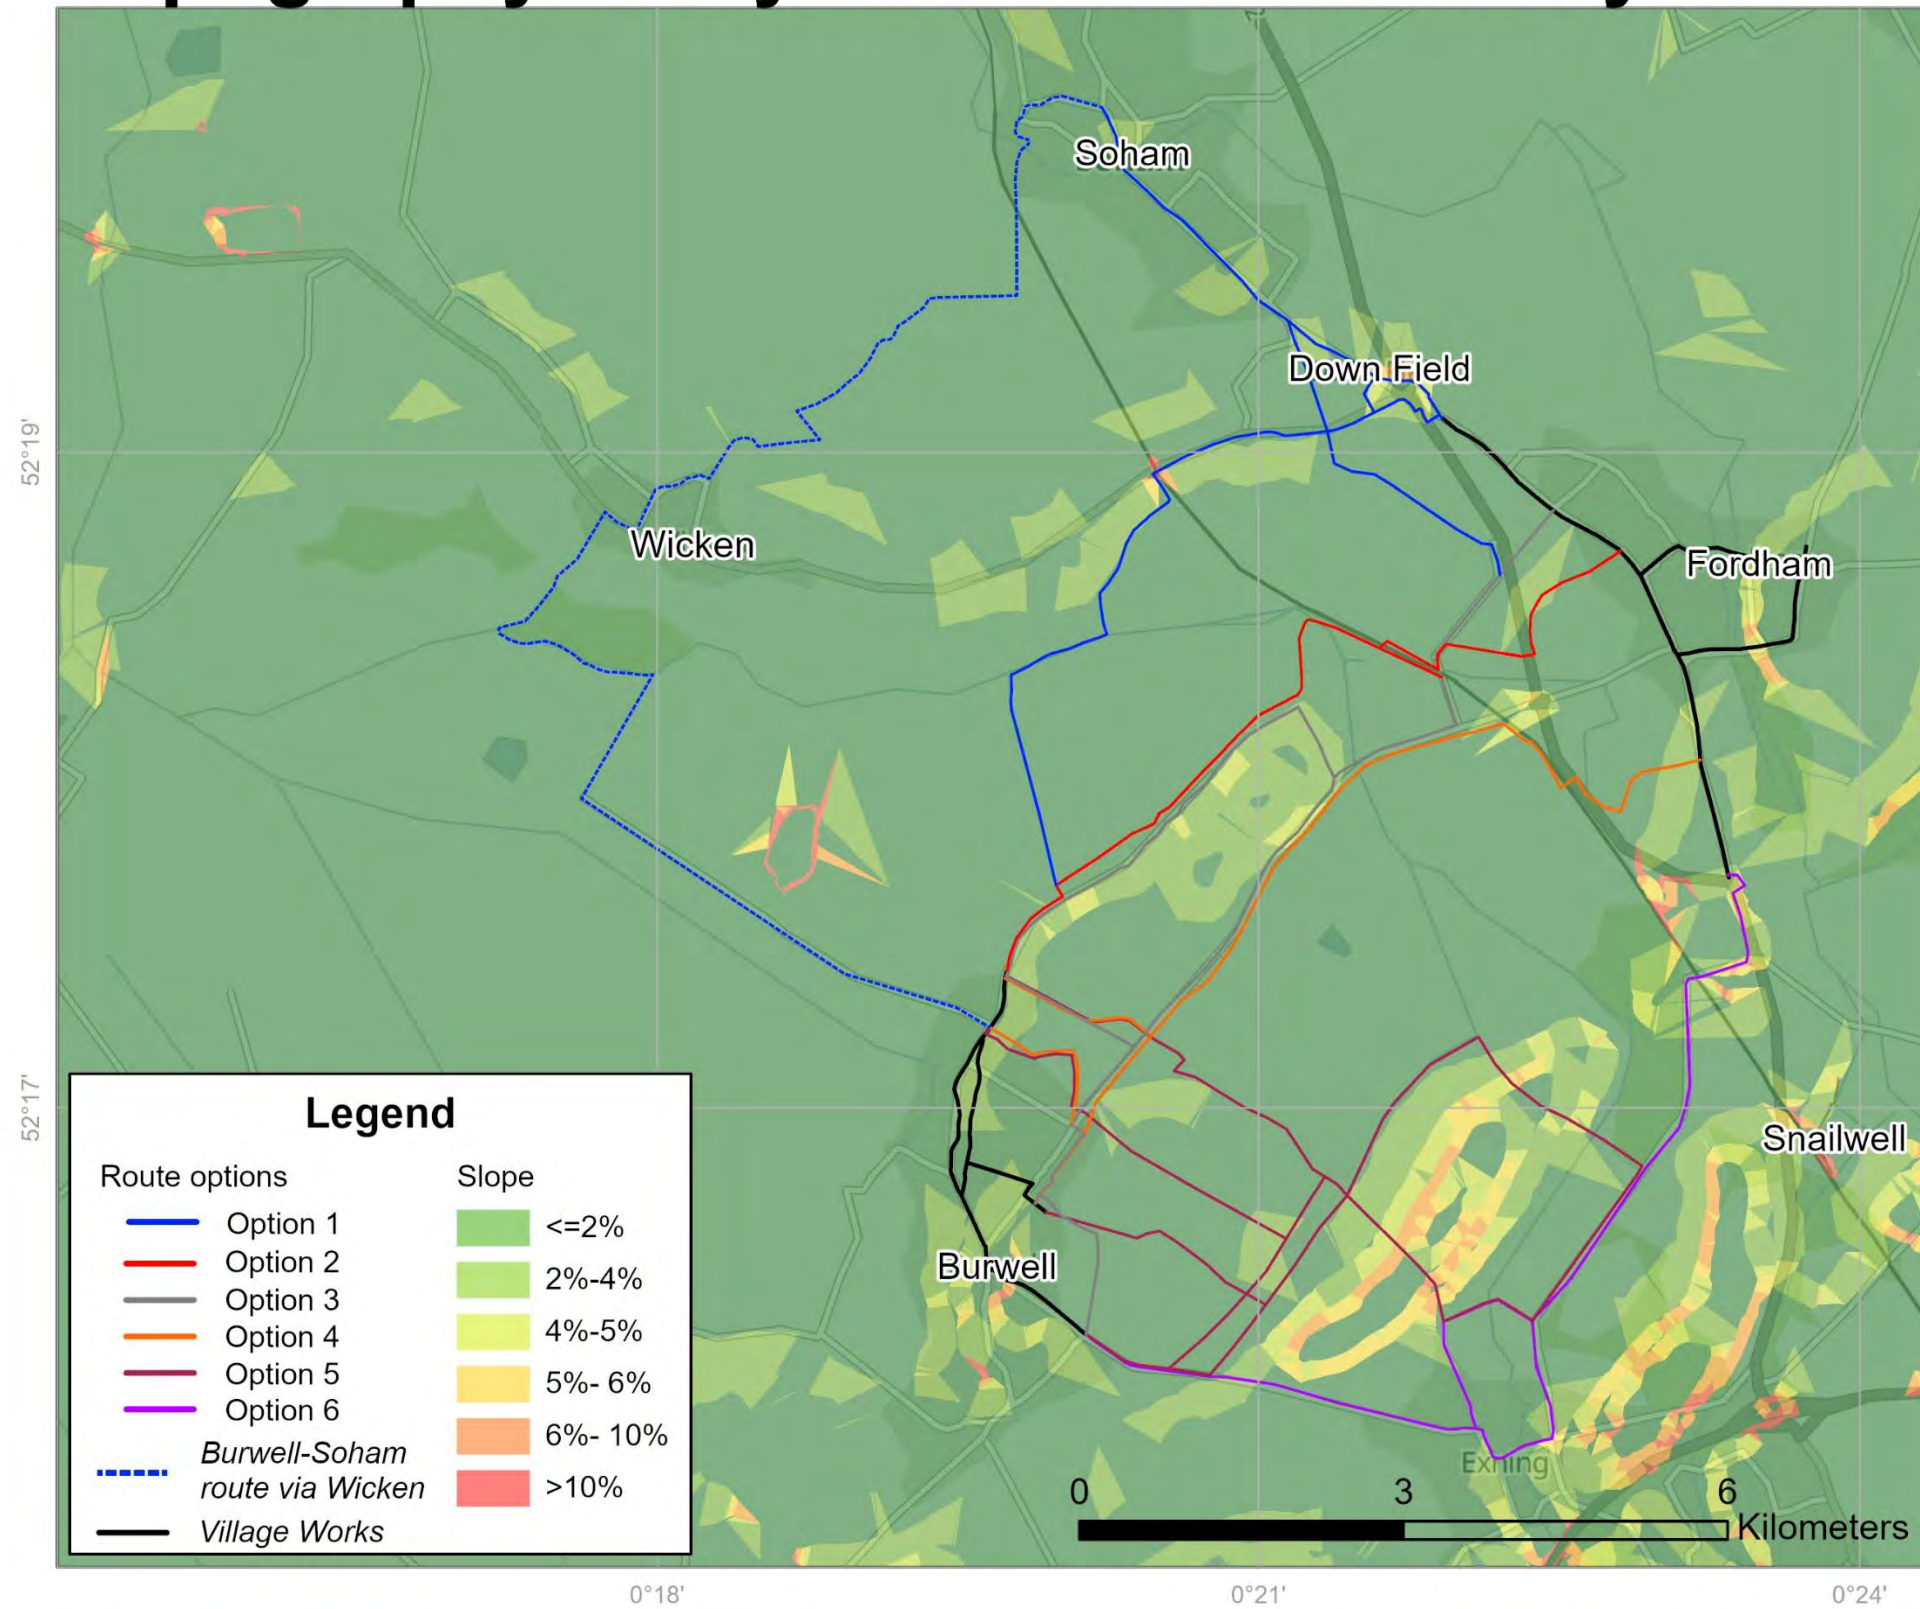 Soham
Down Field
52°19'
Wicken
Fordham
52°17'
Snailwell
Burwell
Exning
Legend
Route options
Option 1
Option 2
Option 3
Option 4
Option 5
Option 6
Burwell-Soham
route via Wicken
Village Works
Slope
<=2%
2%-4%
4%-5%
5%- 6%
6%- 10%
>10%
0 3 6
Kilometers
0°18' 0°21' 0°24'